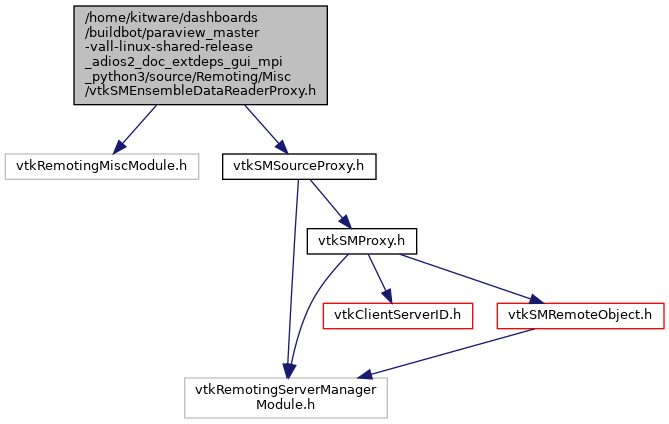 /home/kitware/dashboards
/buildbot/paraview_master
-vall-linux-shared-release
_adios2_doc_extdeps_gui_mpi
_python3/source/Remoting/Misc
/vtkSMEnsembleDataReaderProxy.h
vtkRemotingMiscModule.h
vtkSMSourceProxy.h
vtkSMProxy.h
vtkClientServerID.h
vtkSMRemoteObject.h
vtkRemotingServerManager
Module.h